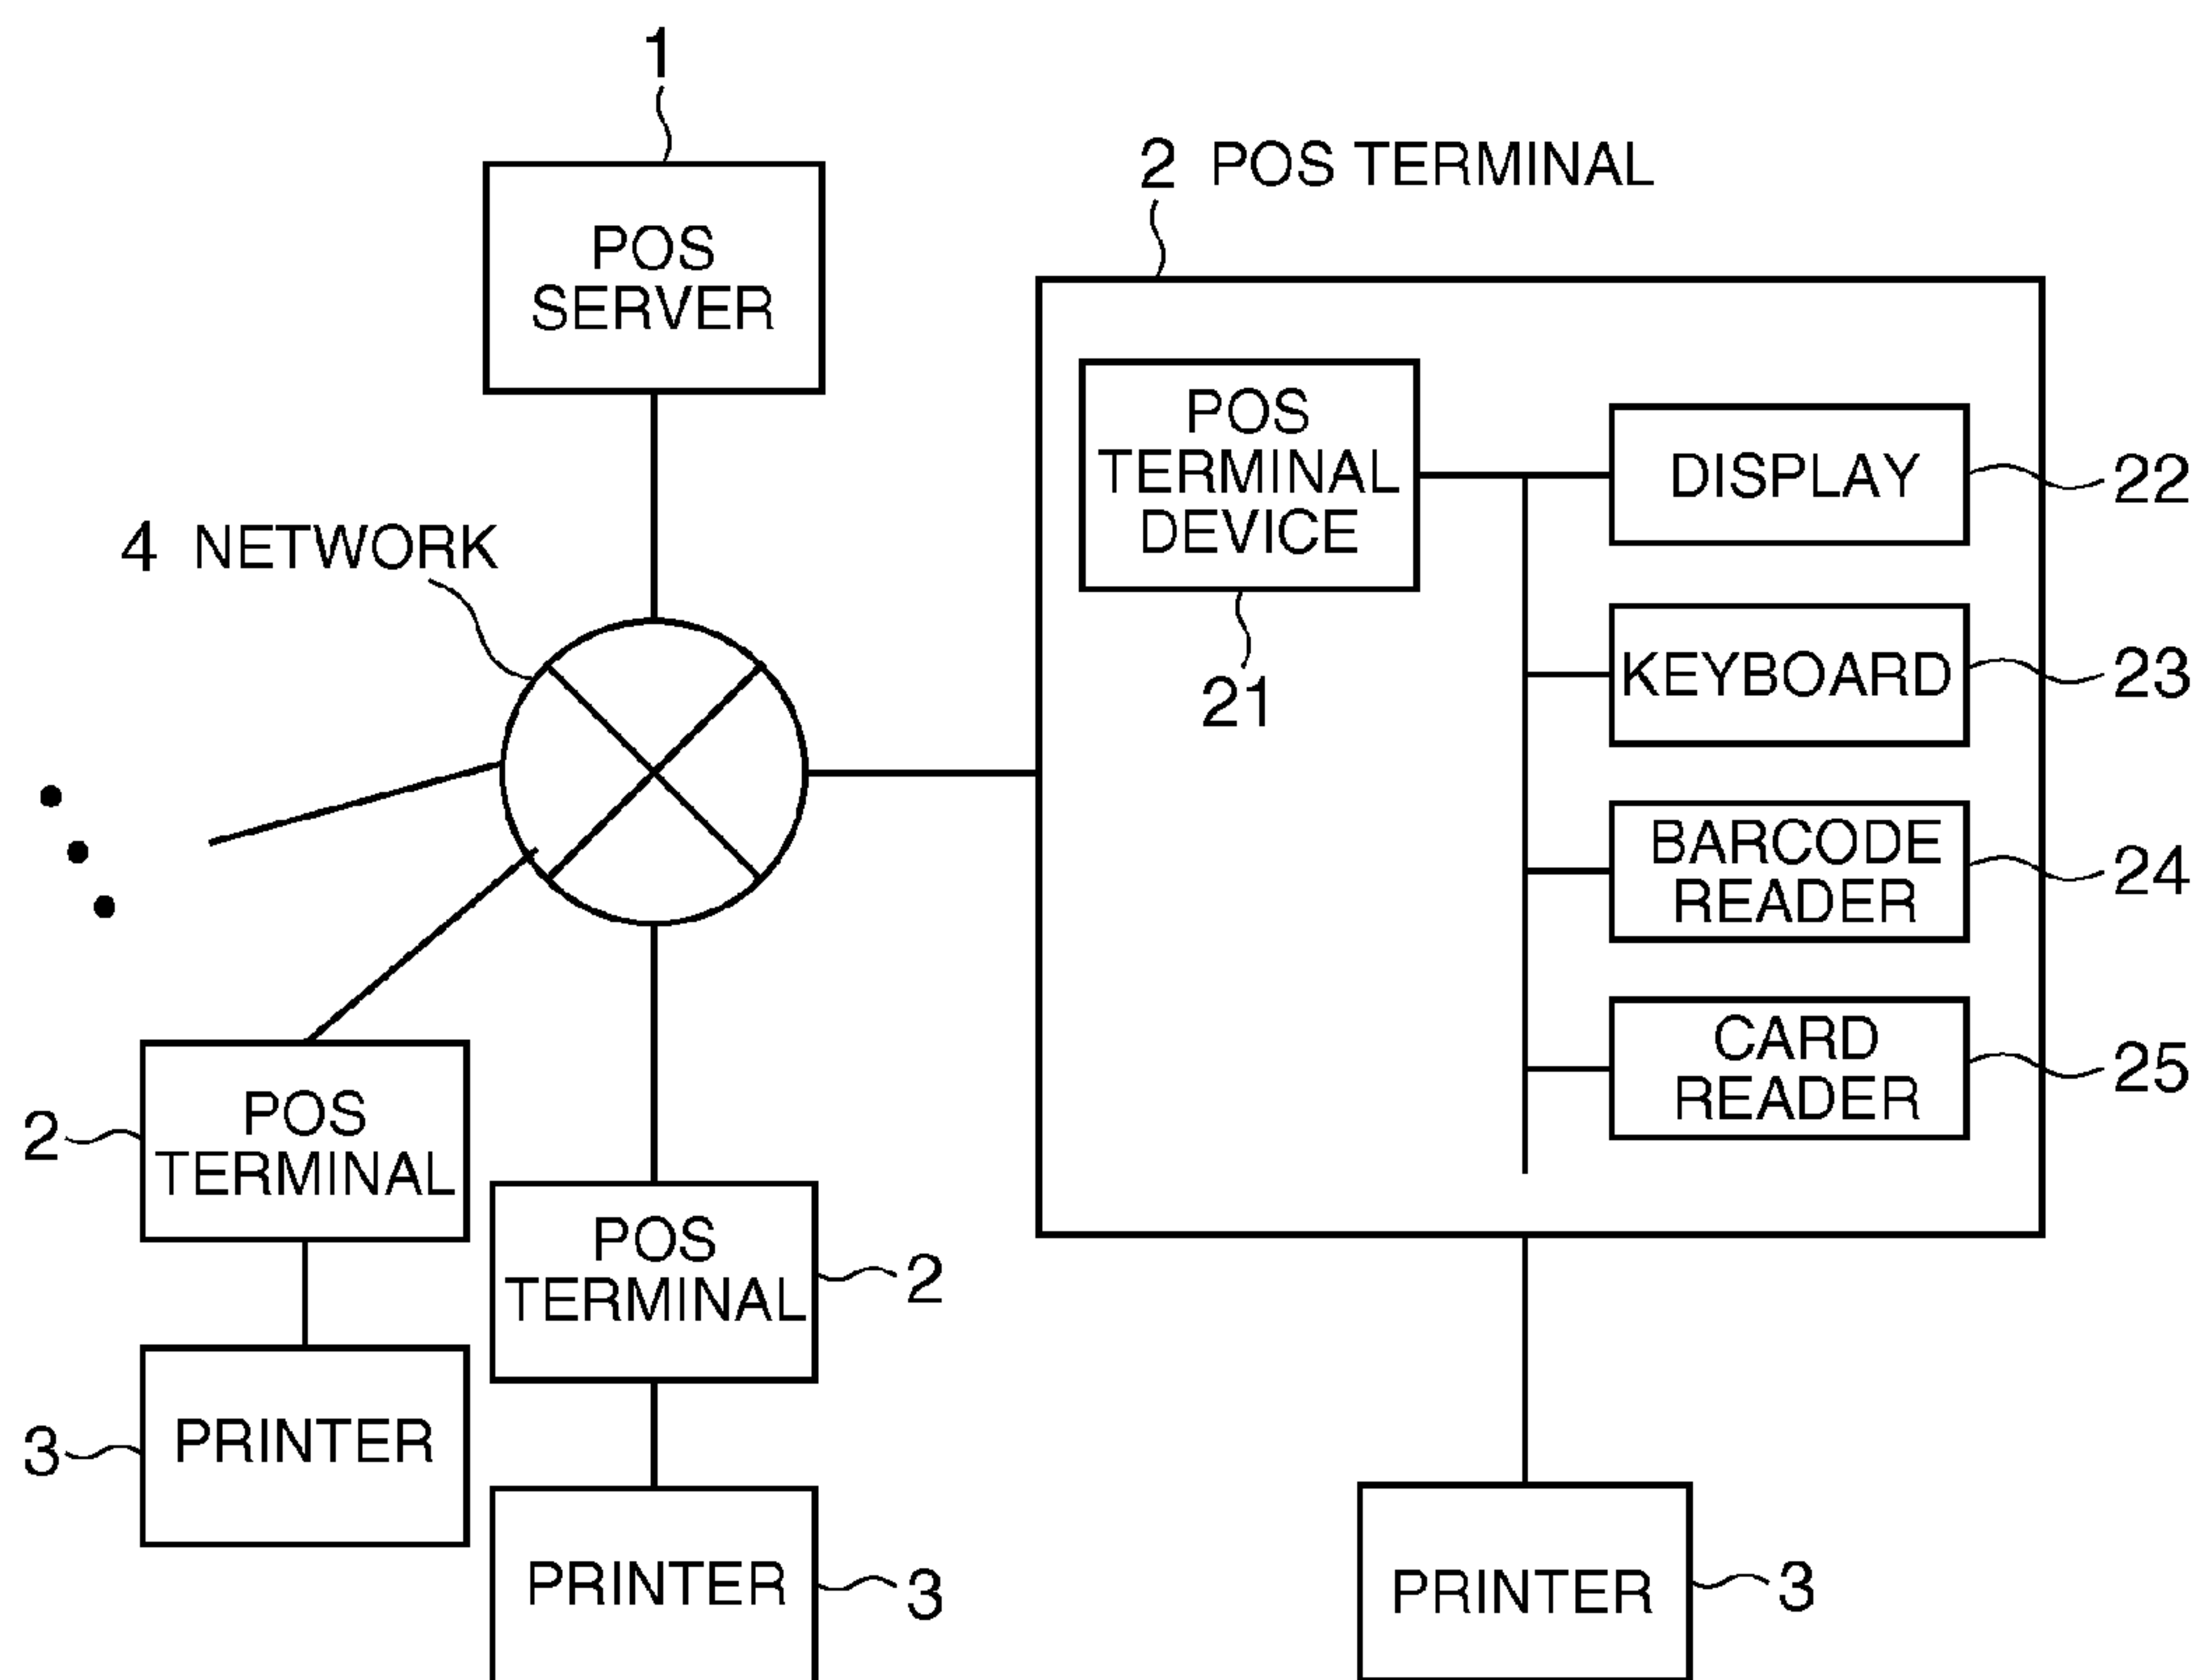 1
POS
SERVER
2 POS TERMINAL
POS
TERMINAL
DEVICE
21
DISPLAY
22
KEYBOARD
23
BARCODE
READER
24
CARD
READER
25
4 NETWORK
POS
TERMINAL
2
PRINTER
3
POS
TERMINAL
2
PRINTER
3
PRINTER
3